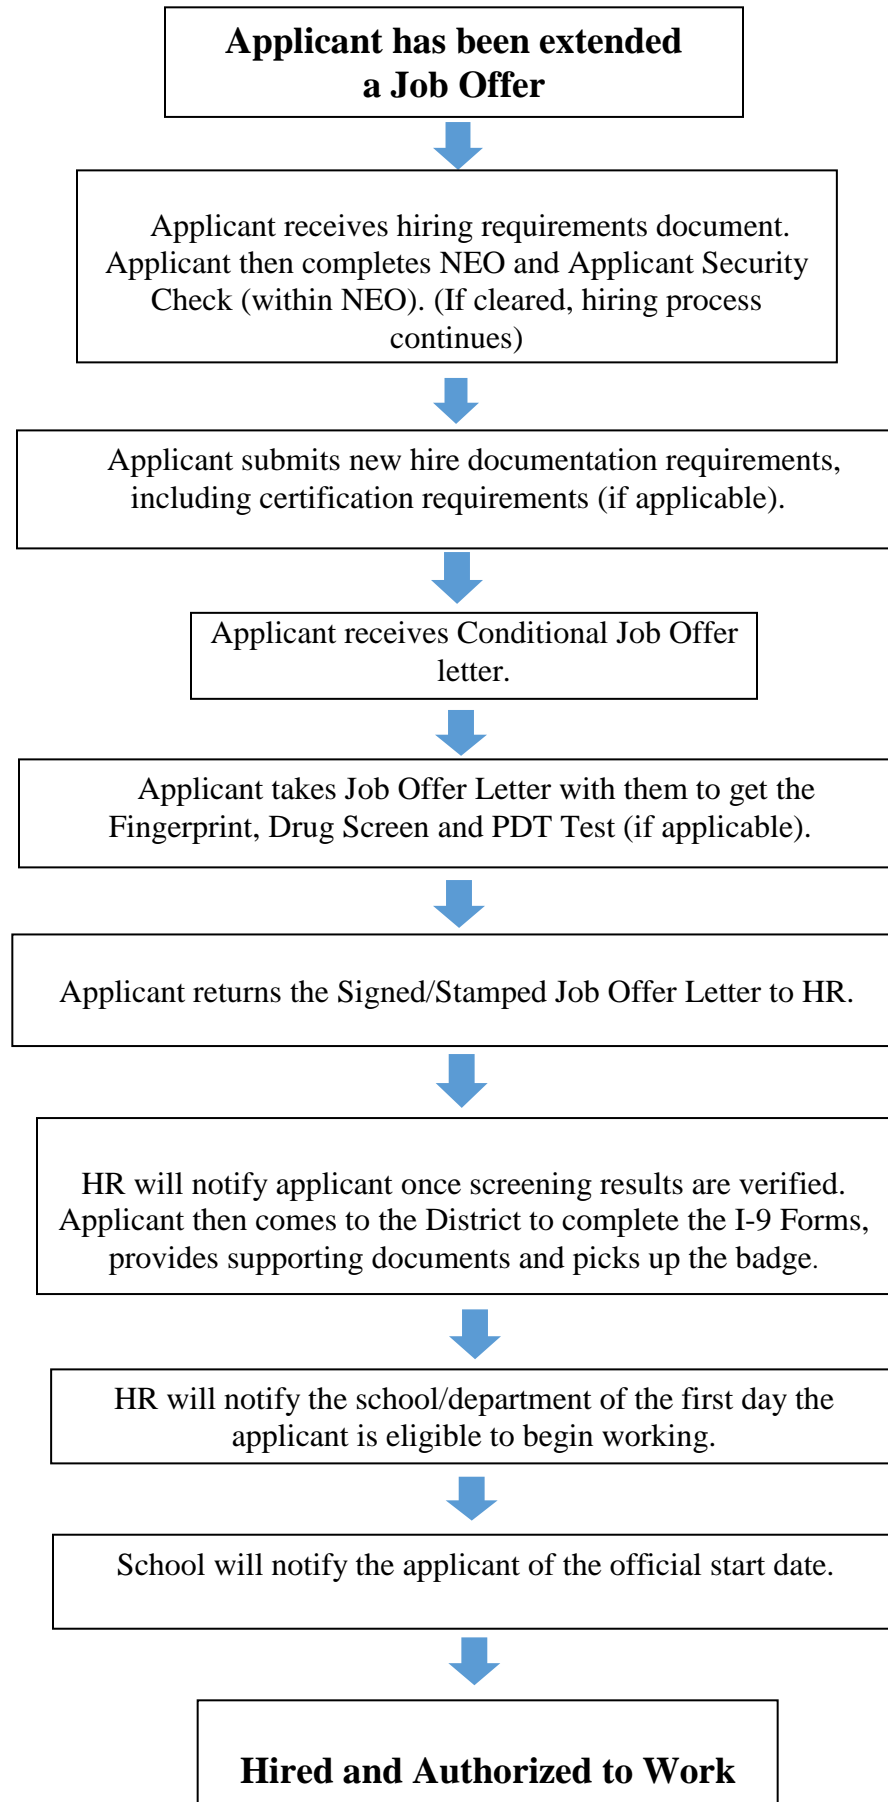 Applicant has been extended
a Job Offer
Applicant receives hiring requirements document.
Applicant then completes NEO and Applicant Security
Check (within NEO). (If cleared, hiring process
continues)
Applicant submits new hire documentation requirements,
including certification requirements (if applicable).
Applicant receives Conditional Job Offer
letter.
Applicant takes Job Offer Letter with them to get the
Fingerprint, Drug Screen and PDT Test (if applicable).
Applicant returns the Signed/Stamped Job Offer Letter to HR.
HR will notify applicant once screening results are verified.
Applicant then comes to the District to complete the I-9 Forms,
provides supporting documents and picks up the badge.
HR will notify the school/department of the first day the
applicant is eligible to begin working.
School will notify the applicant of the official start date.
Hired and Authorized to Work